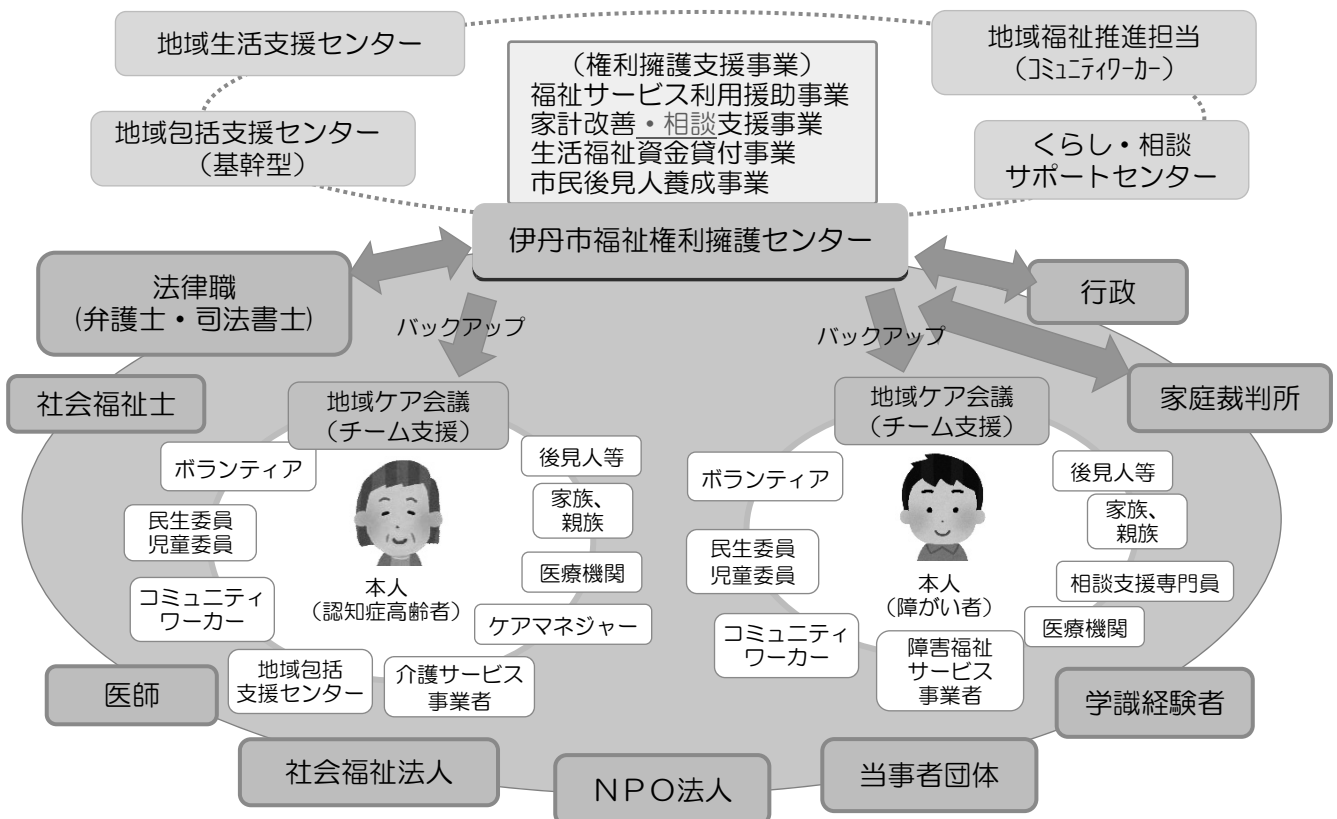 地域生活支援センター
地域福祉推進担当
（ｺﾐｭﾆﾃｨﾜｰｶｰ）
（権利擁護支援事業）
福祉サービス利用援助事業
家計改善・相談支援事業
生活福祉資金貸付事業
市民後見人養成事業
地域包括支援センター
（基幹型）
くらし・相談
サポートセンター
伊丹市福祉権利擁護センター
法律職
(弁護士・司法書士)
行政
バックアップ
バックアップ
社会福祉士
家庭裁判所
地域ケア会議
（チーム支援）
ボランティア
後見人等
民生委員
児童委員
家族、
親族
医療機関
本人
（認知症高齢者）
コミュニティ
ワーカー
ケアマネジャー
地域包括
支援センター
介護サービス
事業者
地域ケア会議
（チーム支援）
ボランティア
後見人等
家族、
親族
民生委員
児童委員
本人
（障がい者）
相談支援専門員
医療機関
コミュニティ
ワーカー
障害福祉
サービス
事業者
医師
学識経験者
社会福祉法人
ＮＰＯ法人
当事者団体